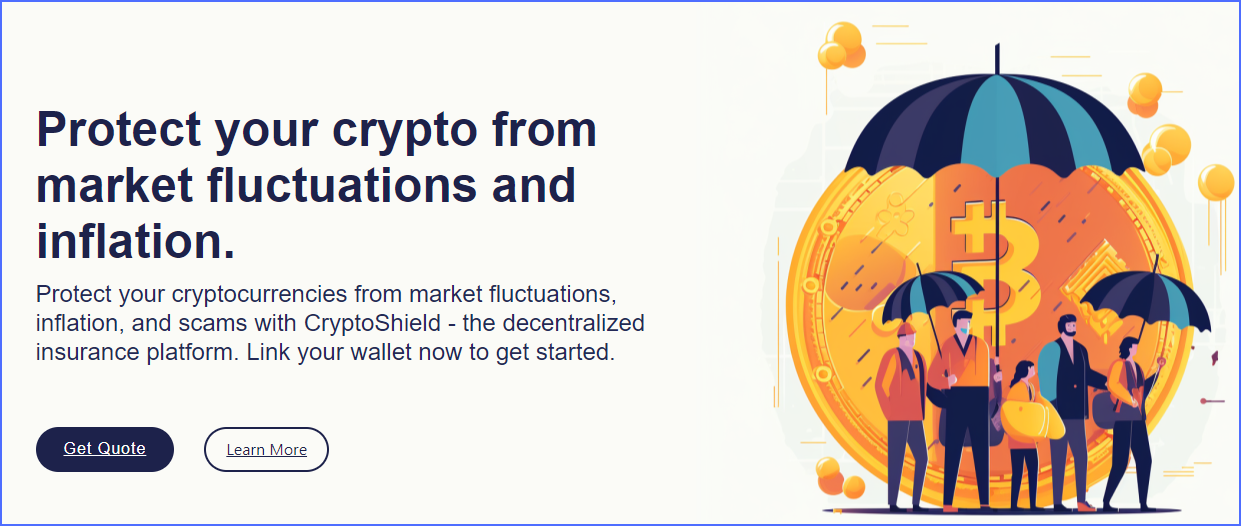 Protect your crypto from
market fluctuations and
inflation.
Protect your cryptocurrencies from market fluctuations,
inflation, and scams with CryptoShield - the decentralized
insurance platform. Link your wallet now to get started.
Get Quote
Learn More